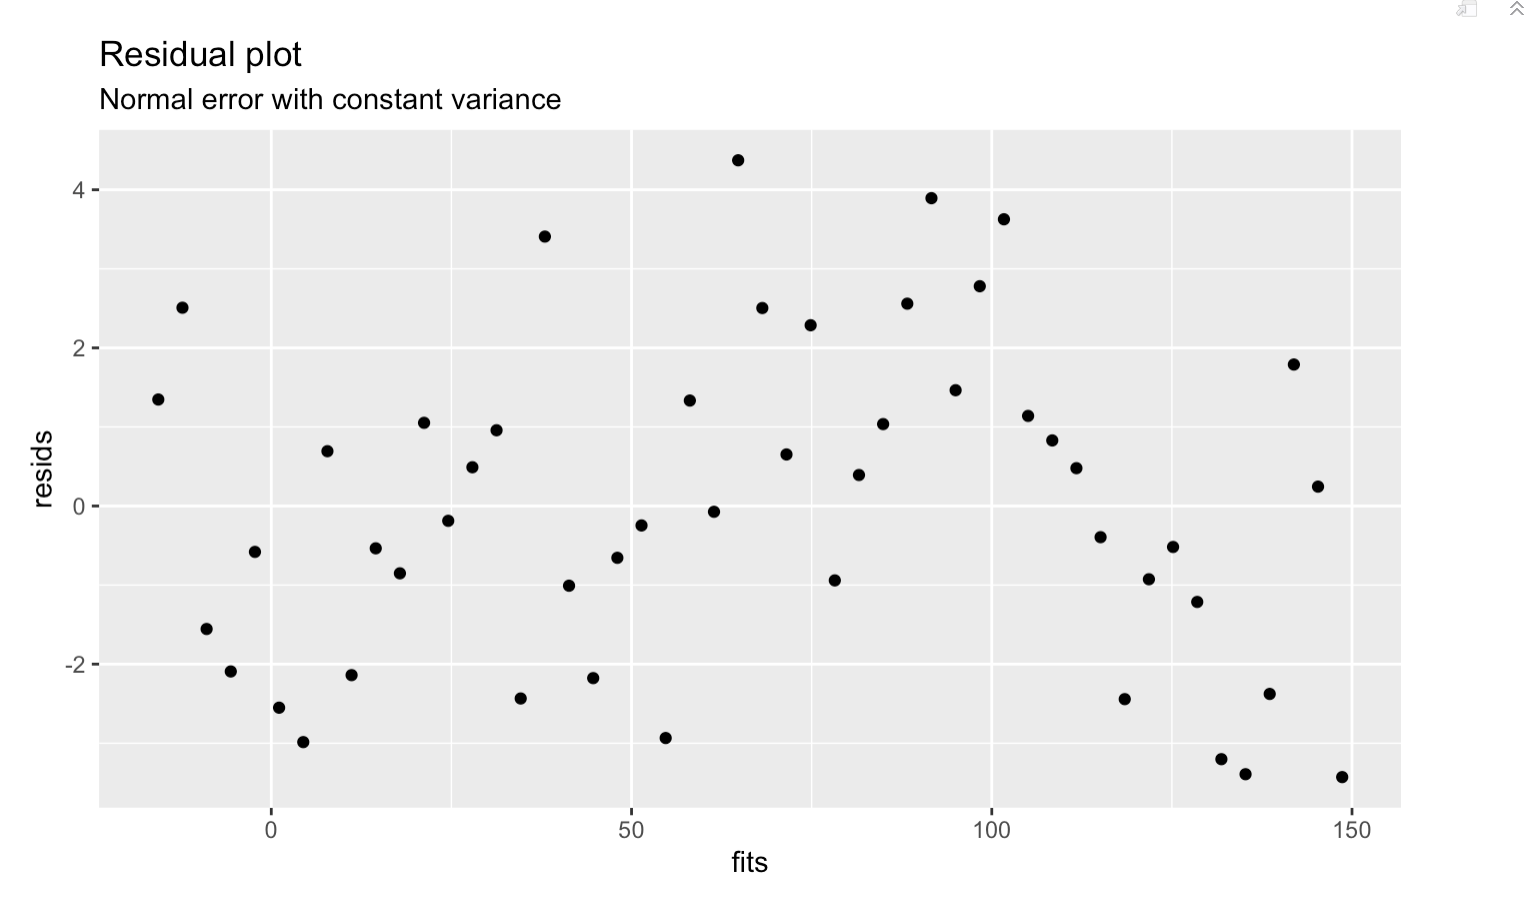 Residual plot
Normal error with constant variance
4
2
0
-2
resids
0 50 100 150
fits